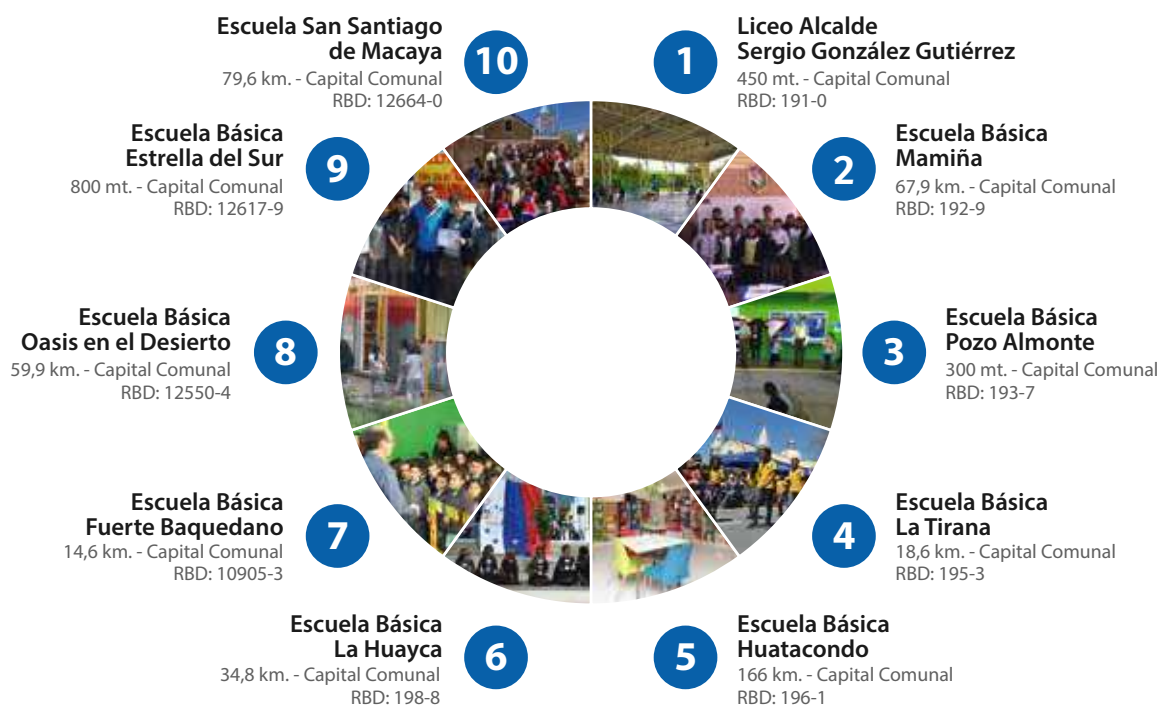 1
Liceo Alcalde
Sergio González Gutiérrez
450 mt. - Capital Comunal
RBD: 191-0
2
Escuela Básica
Mamiña
67,9 km. - Capital Comunal
RBD: 192-9
3
Escuela Básica
Pozo Almonte
300 mt. - Capital Comunal
RBD: 193-7
4
Escuela Básica
La Tirana
18,6 km. - Capital Comunal
RBD: 195-3
5
Escuela Básica
Huatacondo
166 km. - Capital Comunal
RBD: 196-1
6
Escuela Básica
La Huayca
34,8 km. - Capital Comunal
RBD: 198-8
7
Escuela Básica
Fuerte Baquedano
14,6 km. - Capital Comunal
RBD: 10905-3
8
Escuela Básica
Oasis en el Desierto
59,9 km. - Capital Comunal
RBD: 12550-4
9
Escuela Básica
Estrella del Sur
800 mt. - Capital Comunal
RBD: 12617-9
10
Escuela San Santiago
de Macaya
79,6 km. - Capital Comunal
RBD: 12664-0